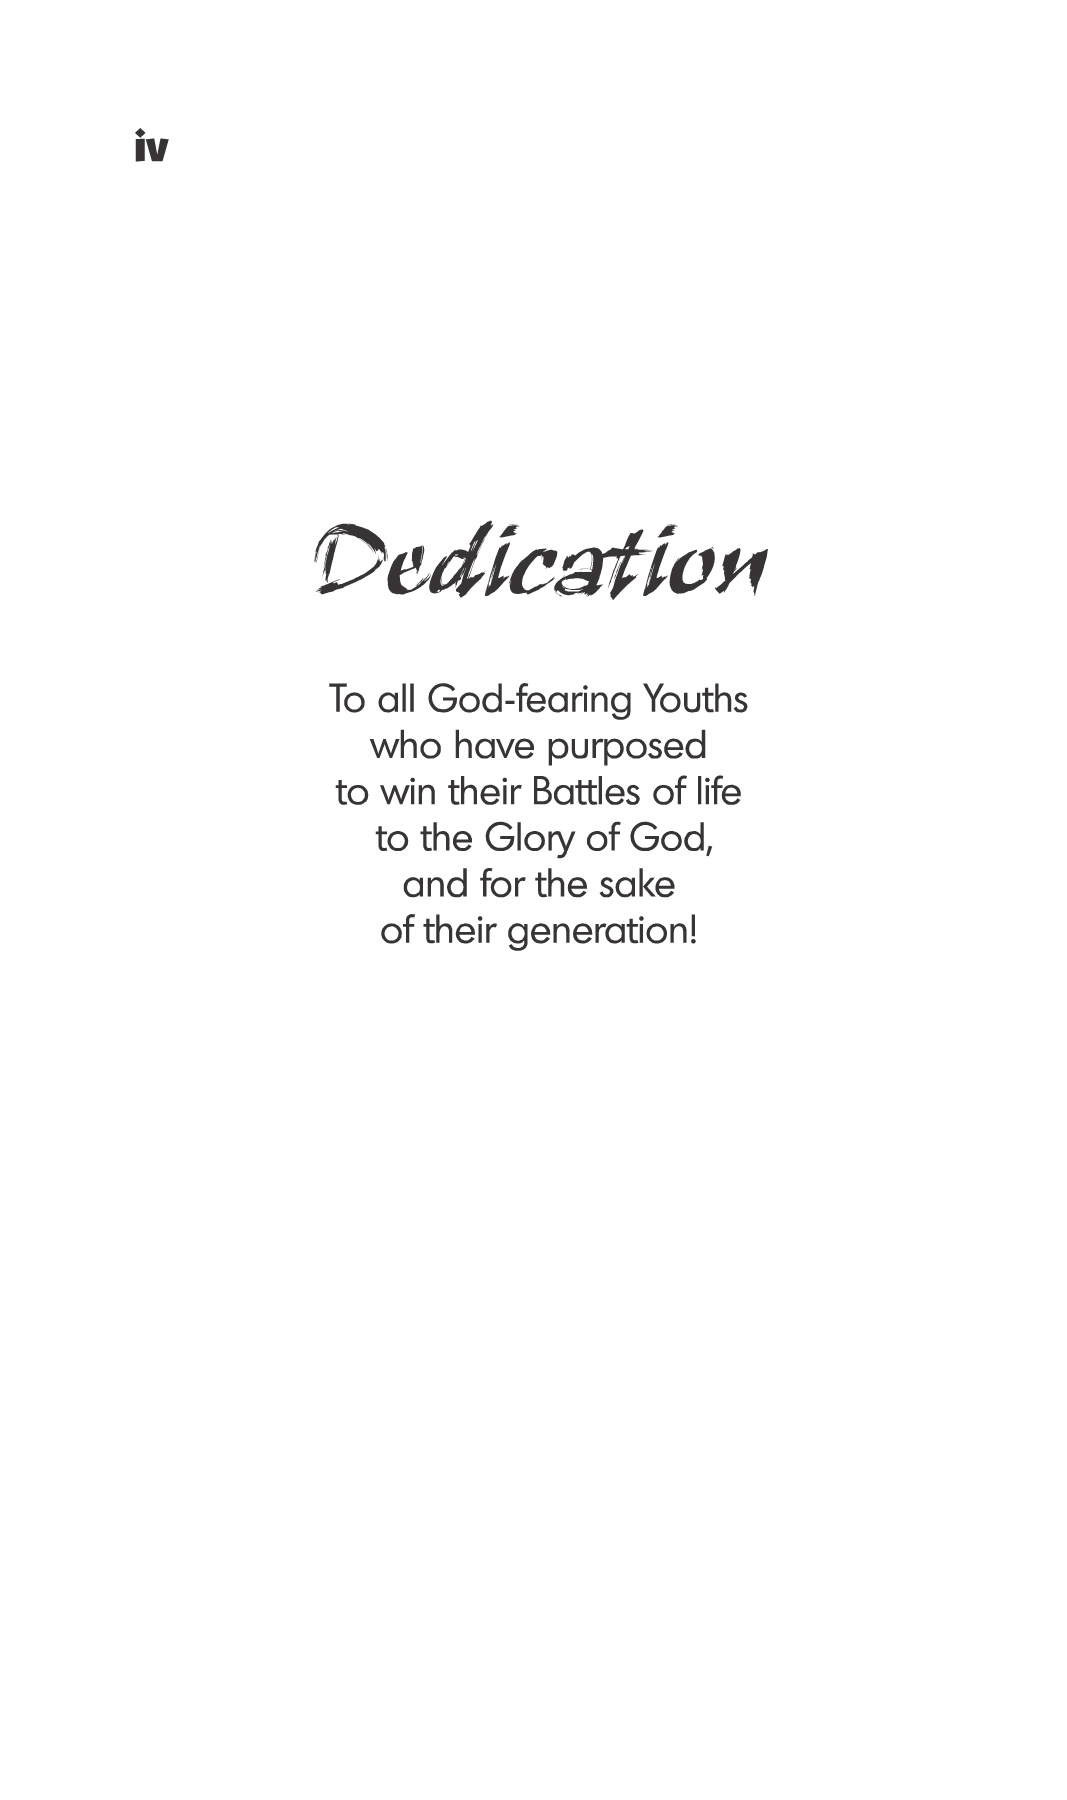 iv
Dedication
To all God-fearing Youths
who have purposed
to win their Battles of life
to the Glory of God,
and for the sake
of their generation!